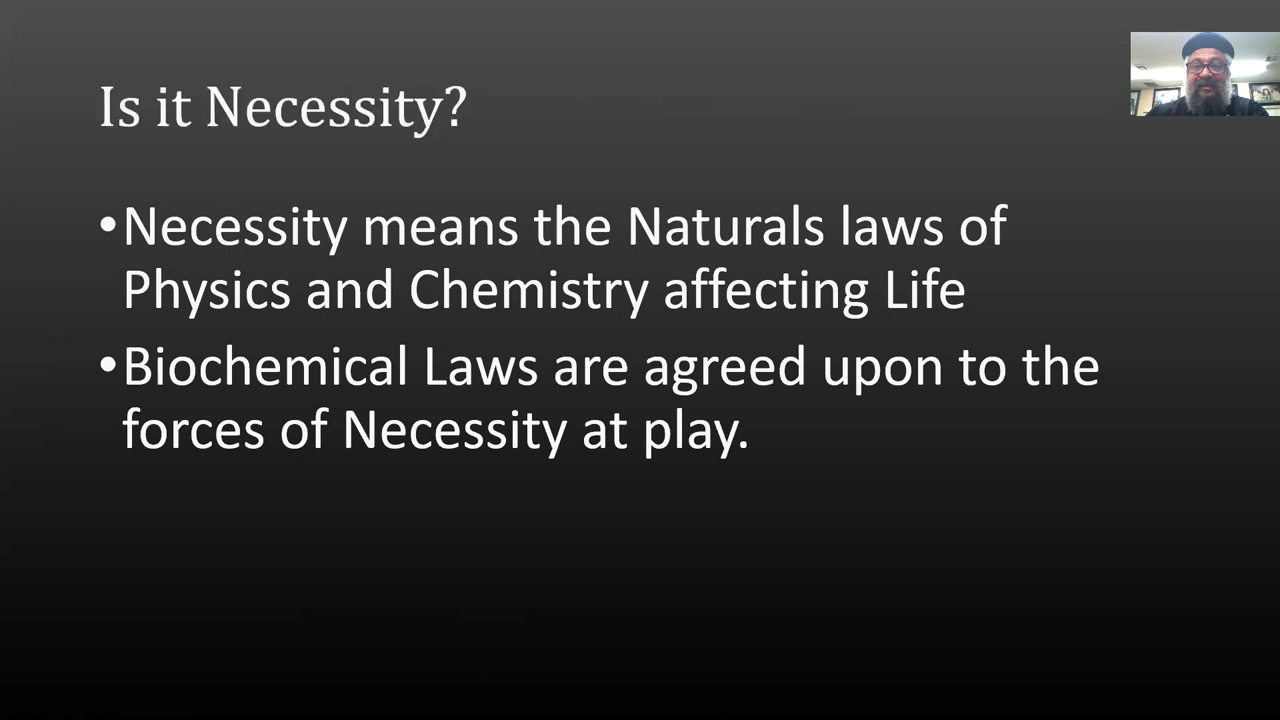 Is it Necessity?
•Necessity means the Naturals laws of
Physics and Chemistry affecting Life
•Biochemical Laws are agreed upon to the
forces of Necessity at play.